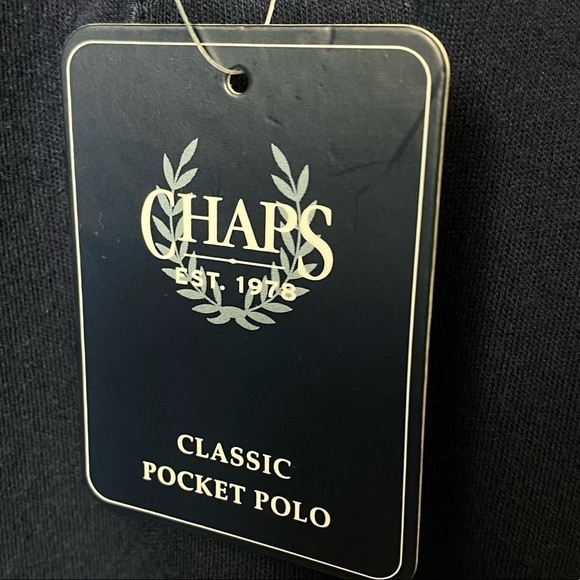 CHAPS
EST. 1978
CLASSIC
POCKET POLO